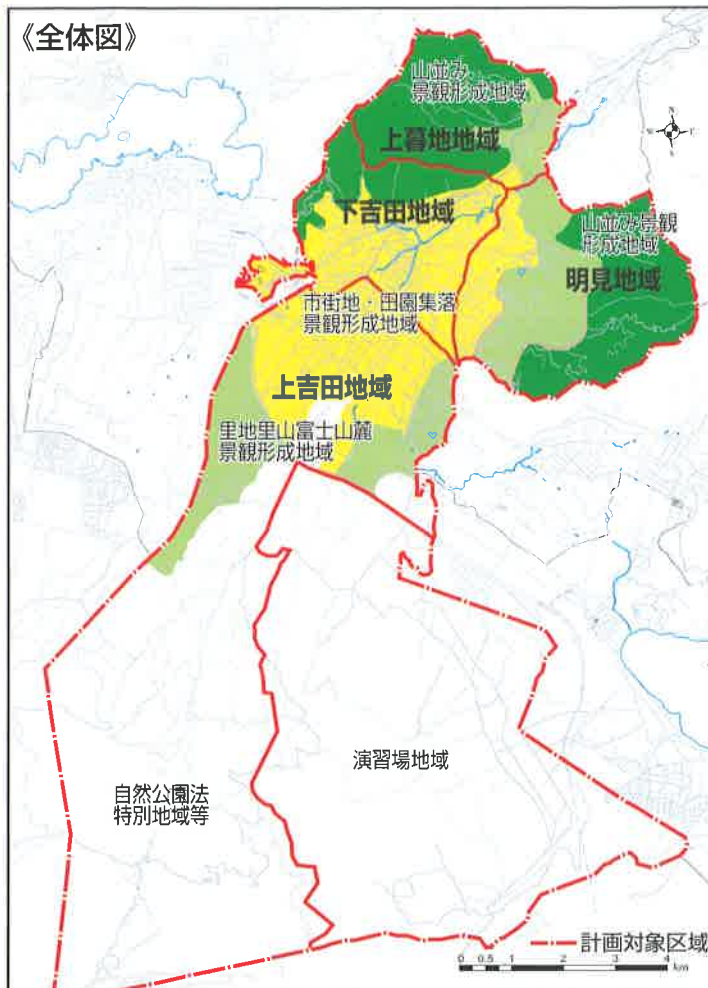 《全体図》
山並み
景観形成地域
上暮地地域
N
W
E
S
下吉田地域
山並み景観
形成地域
明見地域
市街地・田園集落
景観形成地域
上吉田地域
里地里山富士山麓
景観形成地域
演習場地域
自然公園法
特別地域等
計画対象区域
0 0.5 1 2 3 4
km